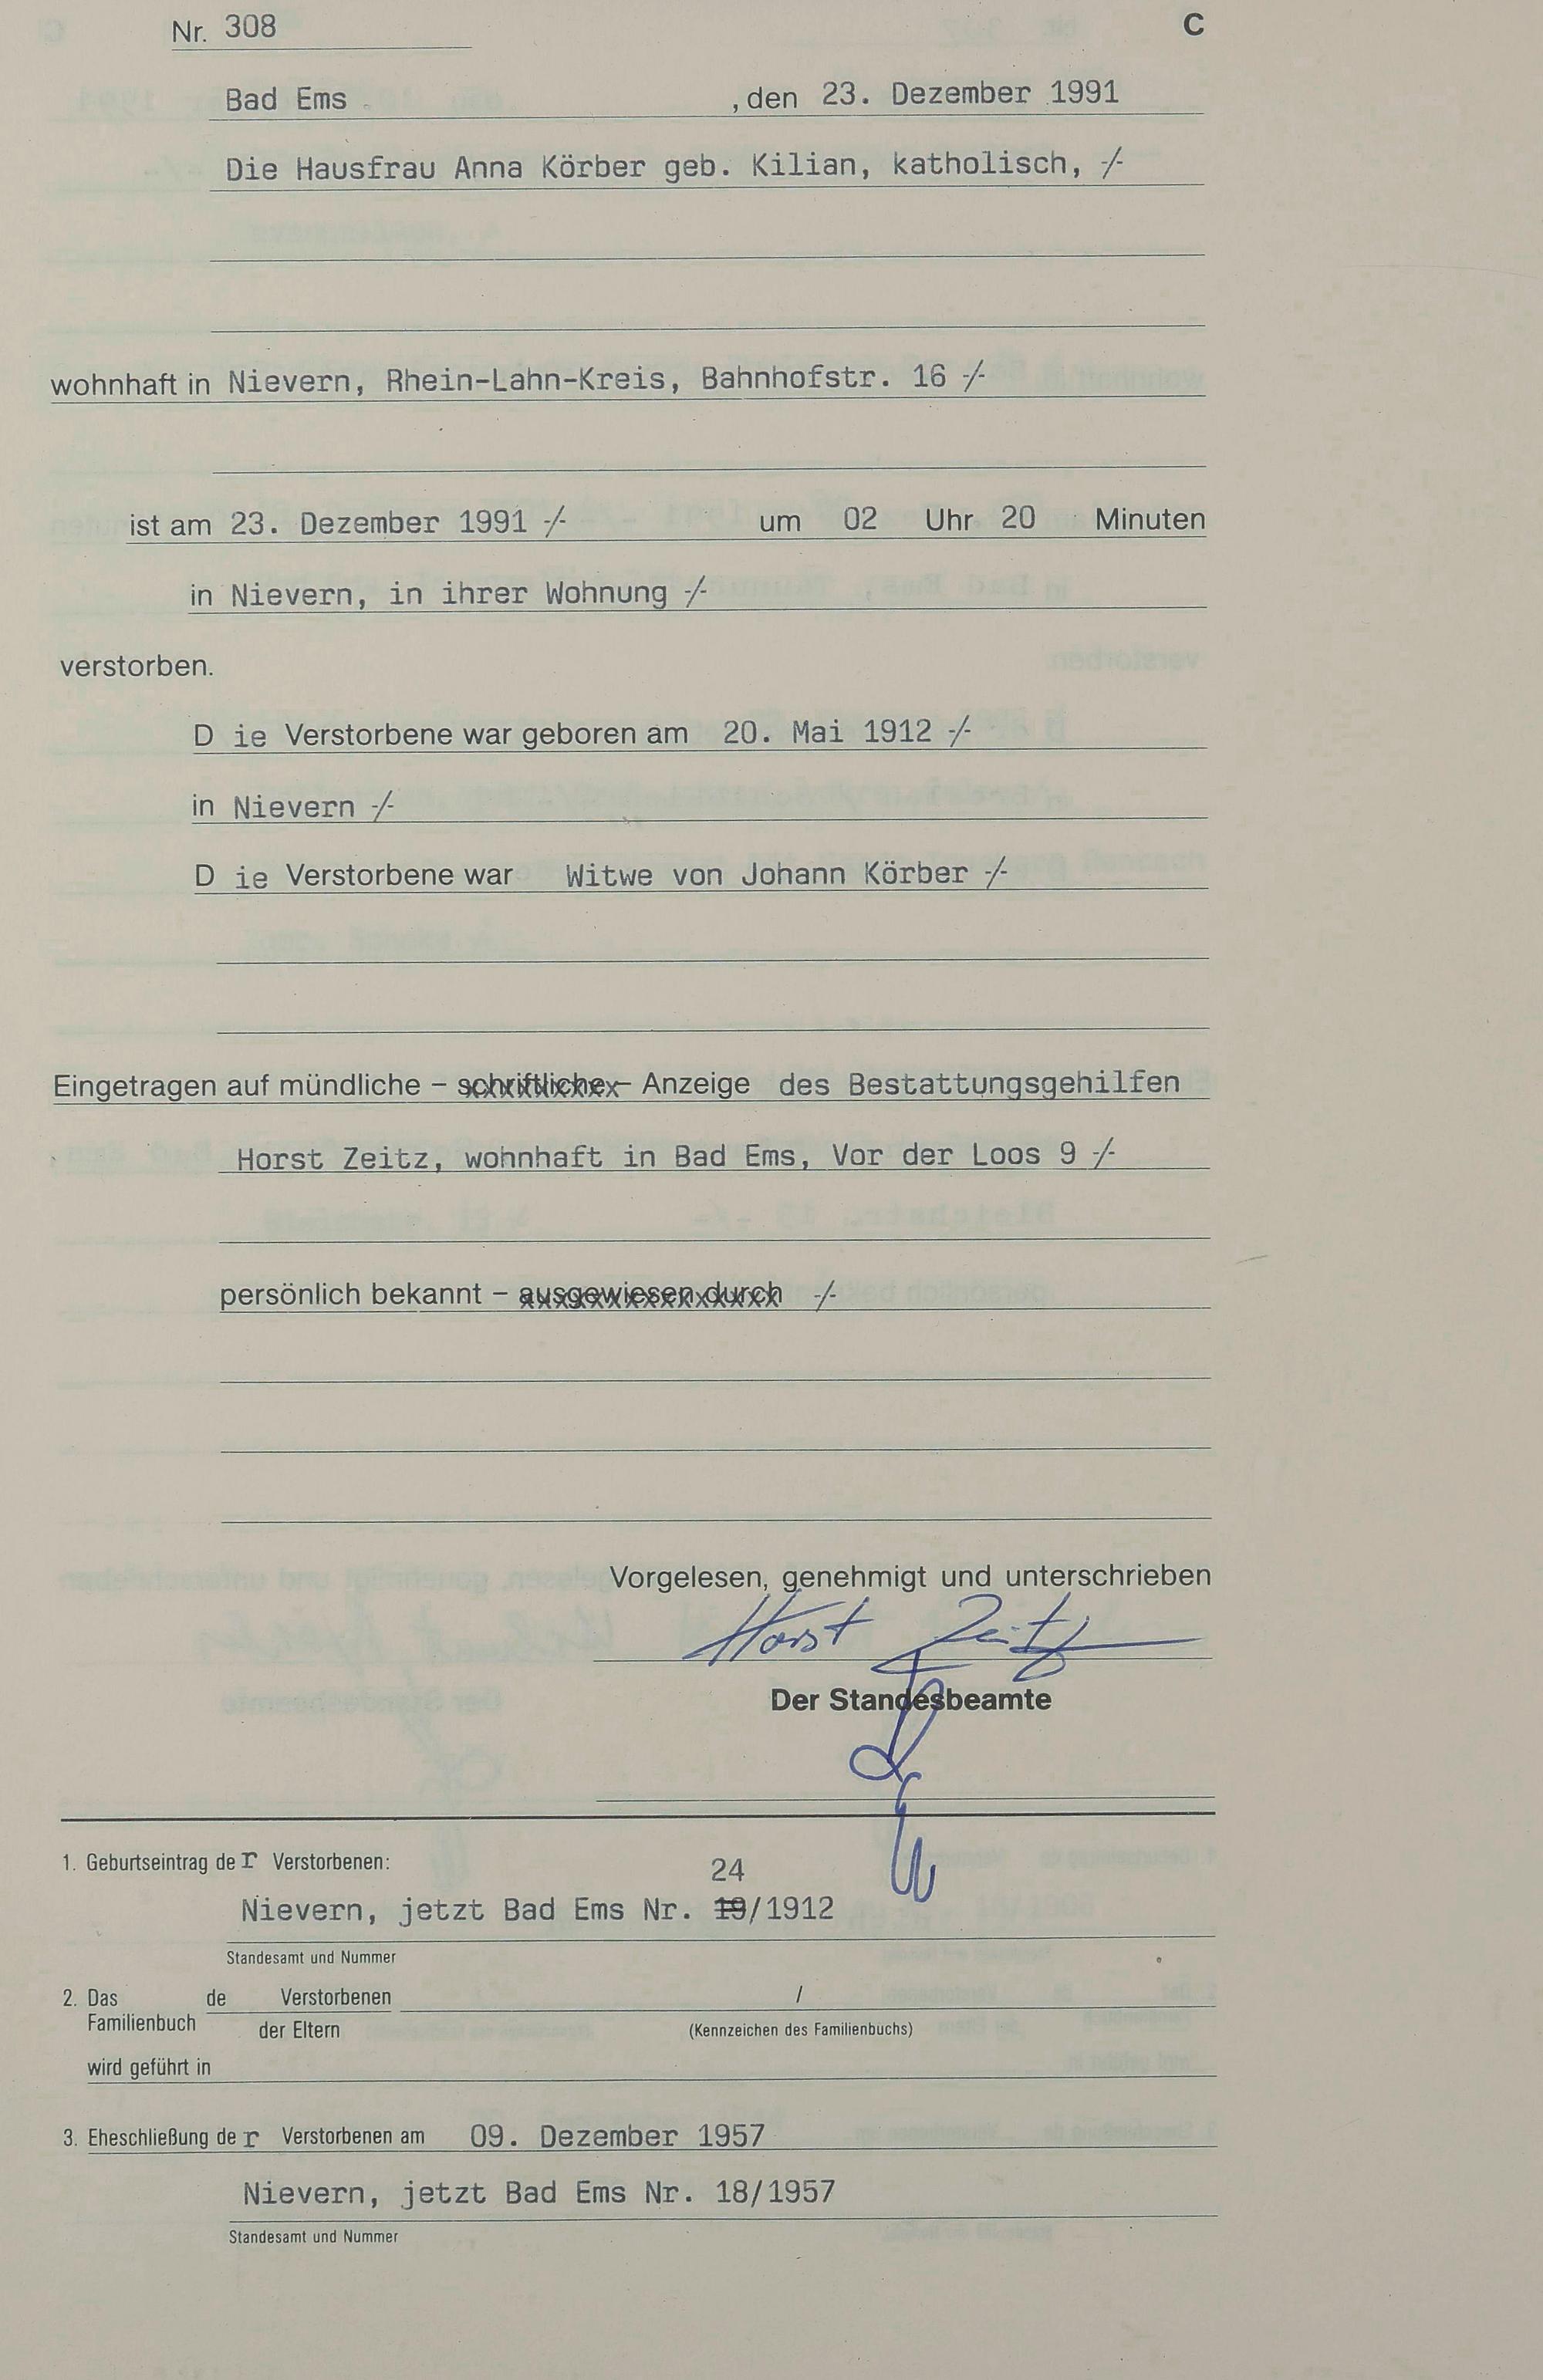 Nr. 308
C
Bad Ems , den 23. Dezember 1991
Die Hausfrau Anna Körber geb. Kilian, katholisch, -/-
wohnhaft in Nievern, Rhein-Lahn-Kreis, Bahnhofstr. 16 -/-
ist am 23. Dezember 1991 -/- um 02 Uhr 20 Minuten
in Nievern, in ihrer Wohnung -/-
verstorben.
D ie Verstorbene war geboren am 20. Mai 1912 -/-
in Nievern -/-
D ie Verstorbene war Witwe von Johann Körber -/-
Eingetragen auf mündliche – schriftliche – Anzeige des Bestattungsgehilfen
Horst Zeitz, wohnhaft in Bad Ems, Vor der Loos 9 -/-
persönlich bekannt – ausgewiesen durch -/-
Vorgelesen, genehmigt und unterschrieben
Horst Zeitz
Der Standesbeamte
1. Geburtseintrag de r Verstorbenen:
24
Nievern, jetzt Bad Ems Nr. 19/1912
Standesamt und Nummer
2. Das de Verstorbenen /
Familienbuch der Eltern (Kennzeichen des Familienbuchs)
wird geführt in
3. Eheschließung de r Verstorbenen am 09. Dezember 1957
Nievern, jetzt Bad Ems Nr. 18/1957
Standesamt und Nummer